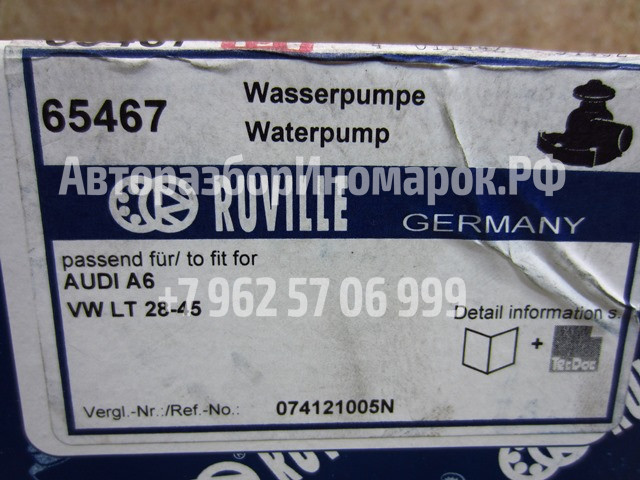 65467
Wasserpumpe
Waterpump
АвторазборИномарок.РФ
RUVILLE
GERMANY
passend für/ to fit for
AUDI A6
+7 962 57 06 999
VW LT 28-45
Detail information s.
+
TecDoc
Vergl.-Nr.:/Ref.-No.: 074121005N
RUVILLE